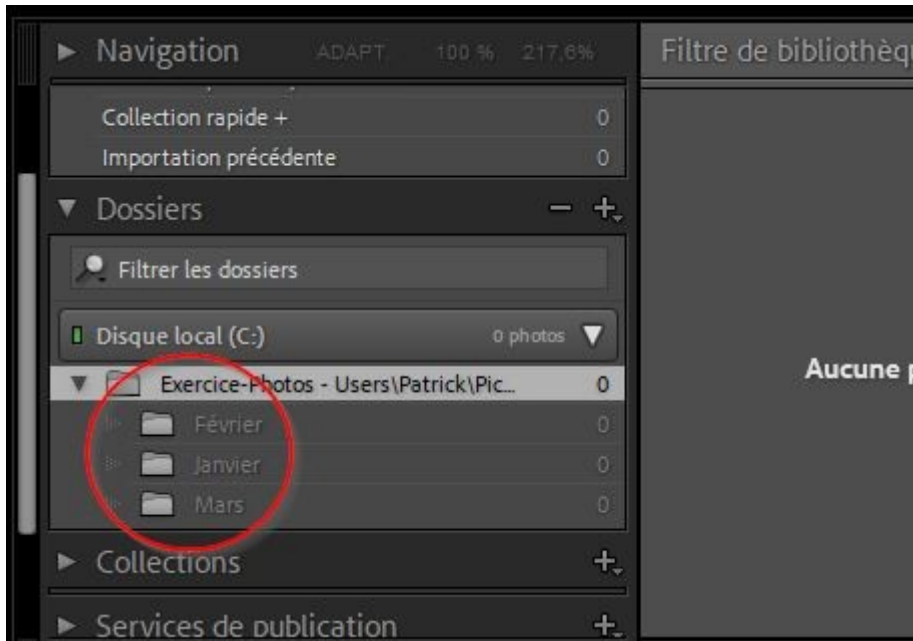 Navigation ADAPT. 100 % 217,6%
Filtre de bibliothèqu
Collection rapide + 0
Importation précédente 0
Dossiers
Filtrer les dossiers
Disque local (C:) 0 photos
Exercice-Photos - Users\Patrick\Pic... 0
Février 0
Janvier 0
Mars 0
Aucune p
Collections
Services de publication